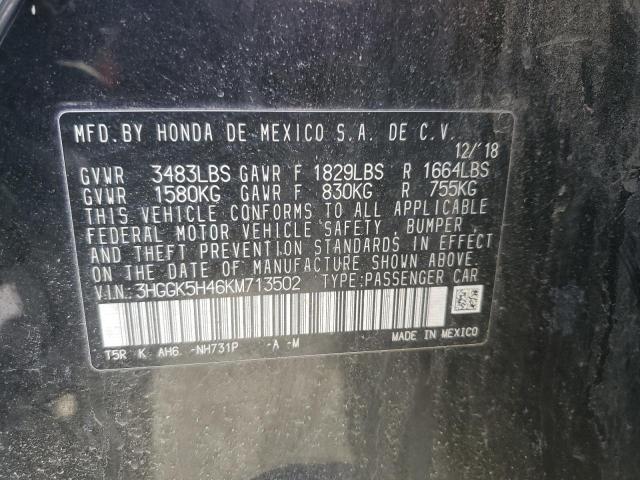 MFD.BY HONDA DE MEXICO S.A. DE C.V.
12/'18
GVWR 3483LBS GAWR F 1829LBS R 1664LBS
GVWR 1580KG GAWR F 830KG R 755KG
THIS VEHICLE CONFORMS TO ALL APPLICABLE
FEDERAL MOTOR VEHICLE SAFETY, BUMPER,
AND THEFT PREVENTION STANDARDS IN EFFECT
ON THE DATE OF MANUFACTURE SHOWN ABOVE.
V.I.N.: 3HGGK5H46KM713502 TYPE:PASSENGER CAR
T5R K AH6. -NH731P -A -M MADE IN MEXICO